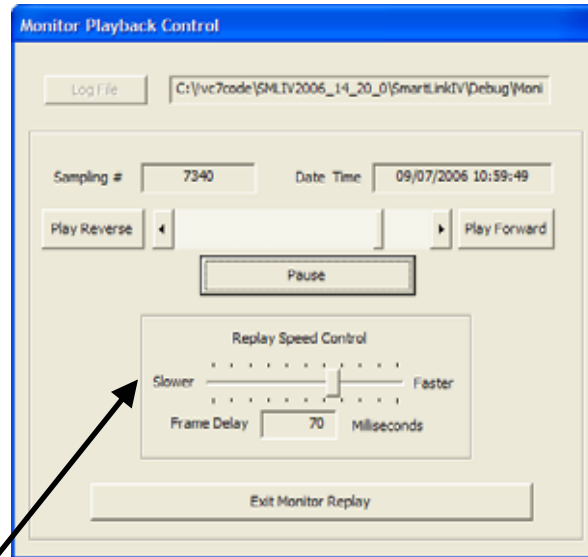 Monitor Playback Control
Log File C:\vc7code\SMLIV2006_14_20_0\SmartLinkIV\Debug\Moni
Sampling # 7340 Date Time 09/07/2006 10:59:49
Play Reverse Play Forward
Pause
Replay Speed Control
Slower Faster
Frame Delay 70 Miliseconds
Exit Monitor Replay